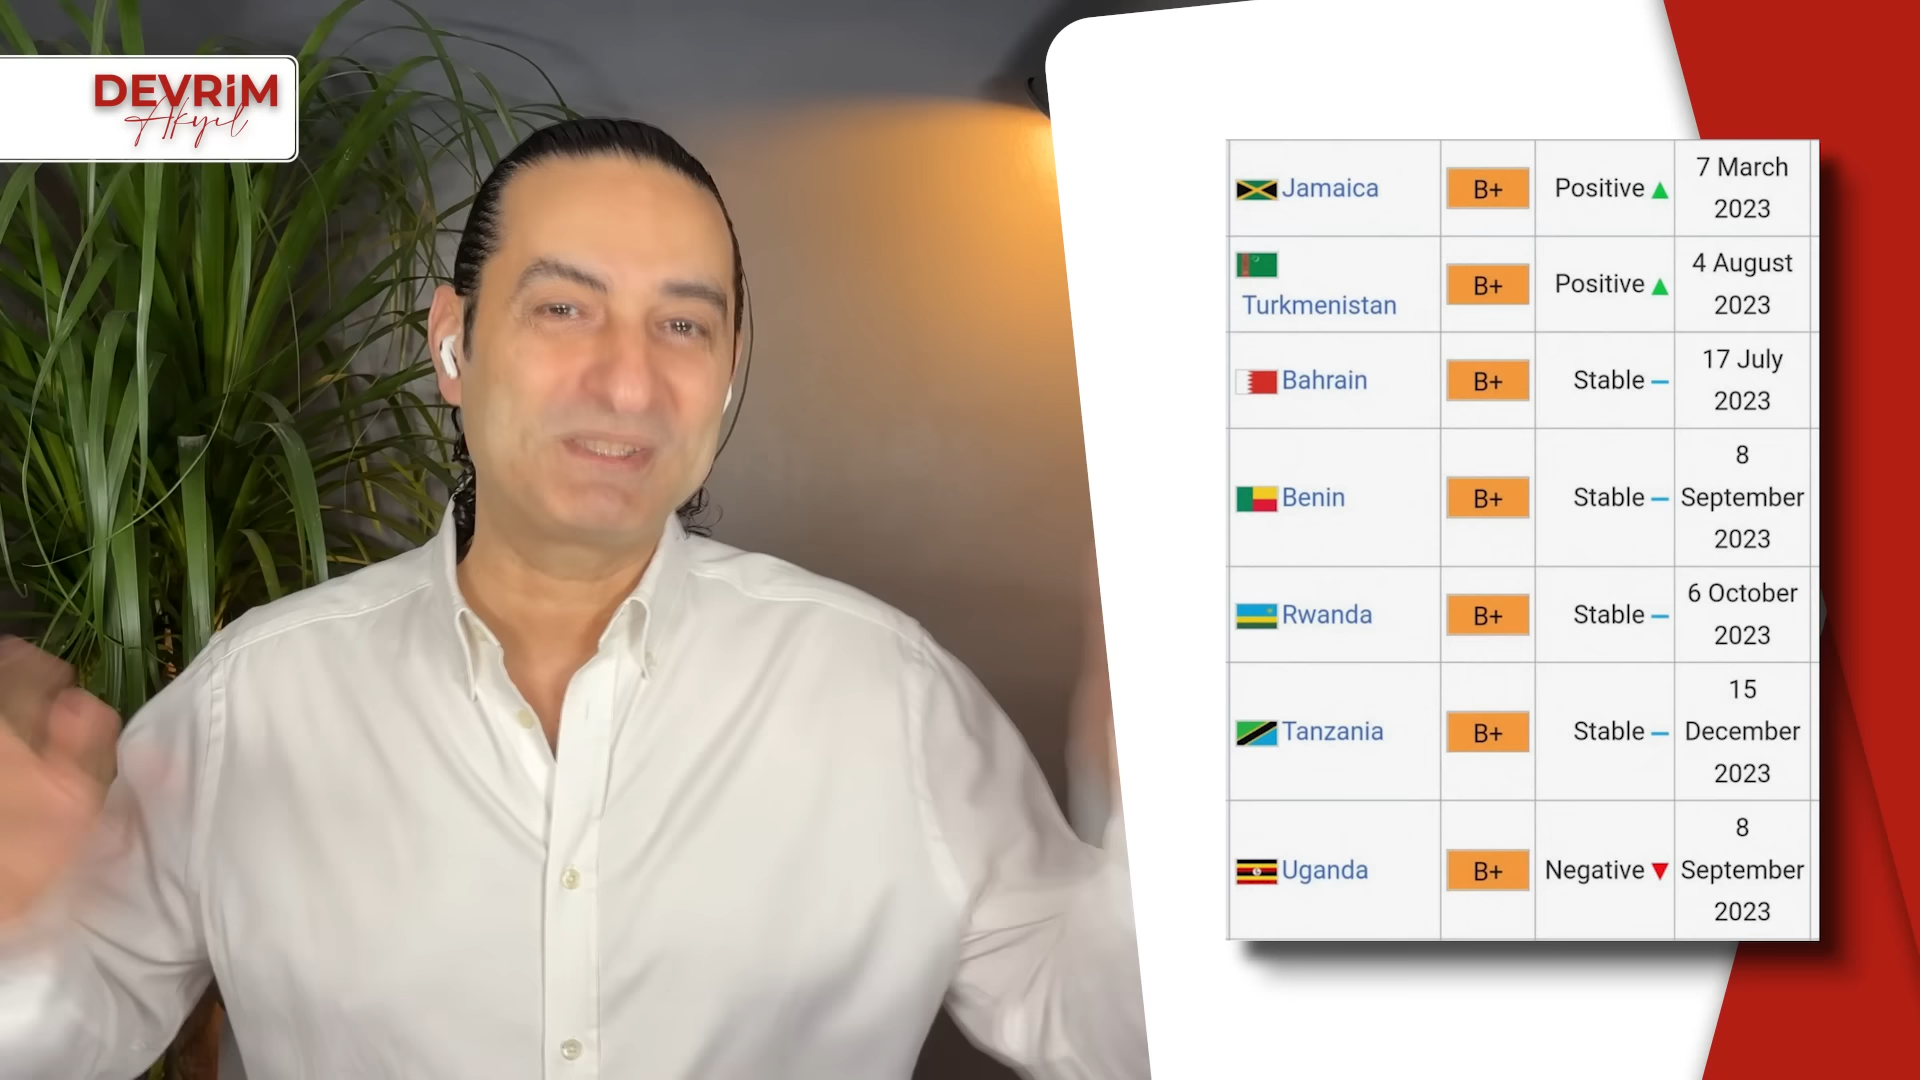 DEVRiM
Akyıl
Jamaica B+ Positive 7 March
2023
Turkmenistan B+ Positive 4 August
2023
Bahrain B+ Stable 17 July
2023
Benin B+ Stable 8
September
2023
Rwanda B+ Stable 6 October
2023
Tanzania B+ Stable 15
December
2023
Uganda B+ Negative 8
September
2023